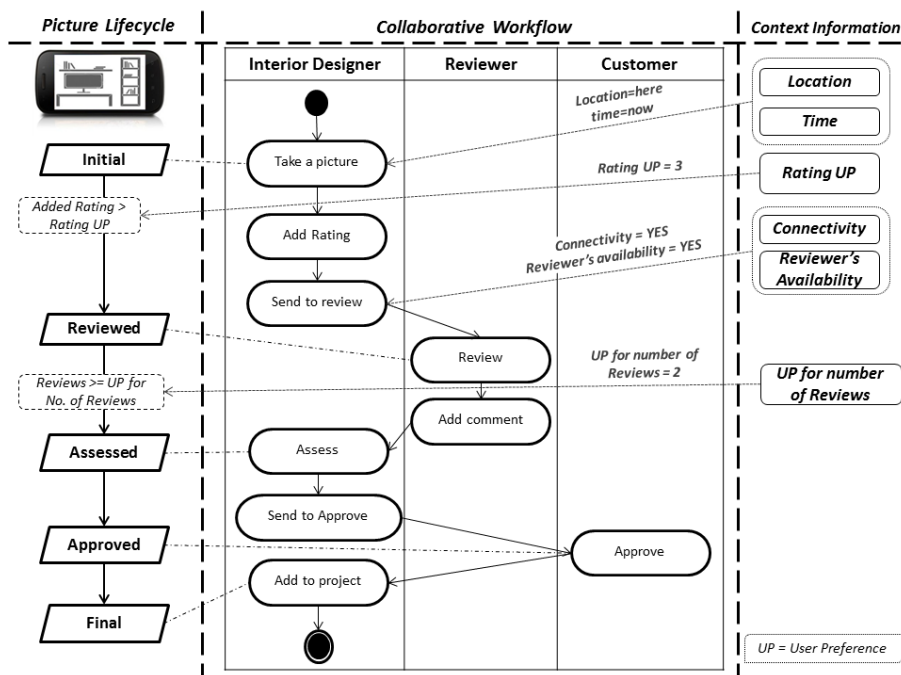 Picture Lifecycle
Collaborative Workflow
Context Information
Interior Designer
Reviewer
Customer
Location=here
time=now
Location
Time
Initial
Take a picture
Rating UP = 3
Rating UP
Added Rating >
Rating UP
Add Rating
Connectivity = YES
Reviewer's availability = YES
Connectivity
Reviewer's
Availability
Send to review
Reviewed
Review
UP for number of
Reviews = 2
UP for number
of Reviews
Reviews >= UP for
No. of Reviews
Add comment
Assessed
Assess
Send to Approve
Approved
Approve
Add to project
Final
UP = User Preference